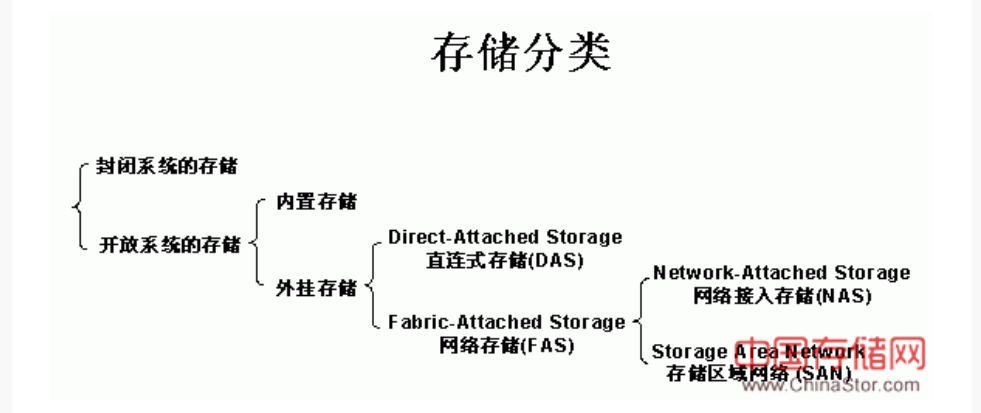 存储分类
封闭系统的存储
开放系统的存储
内置存储
外挂存储
Direct-Attached Storage
直连式存储(DAS)
Fabric-Attached Storage
网络存储(FAS)
Network-Attached Storage
网络接入存储(NAS)
Storage Area Network
存储区域网络(SAN)
中国存储网
www.ChinaStor.com